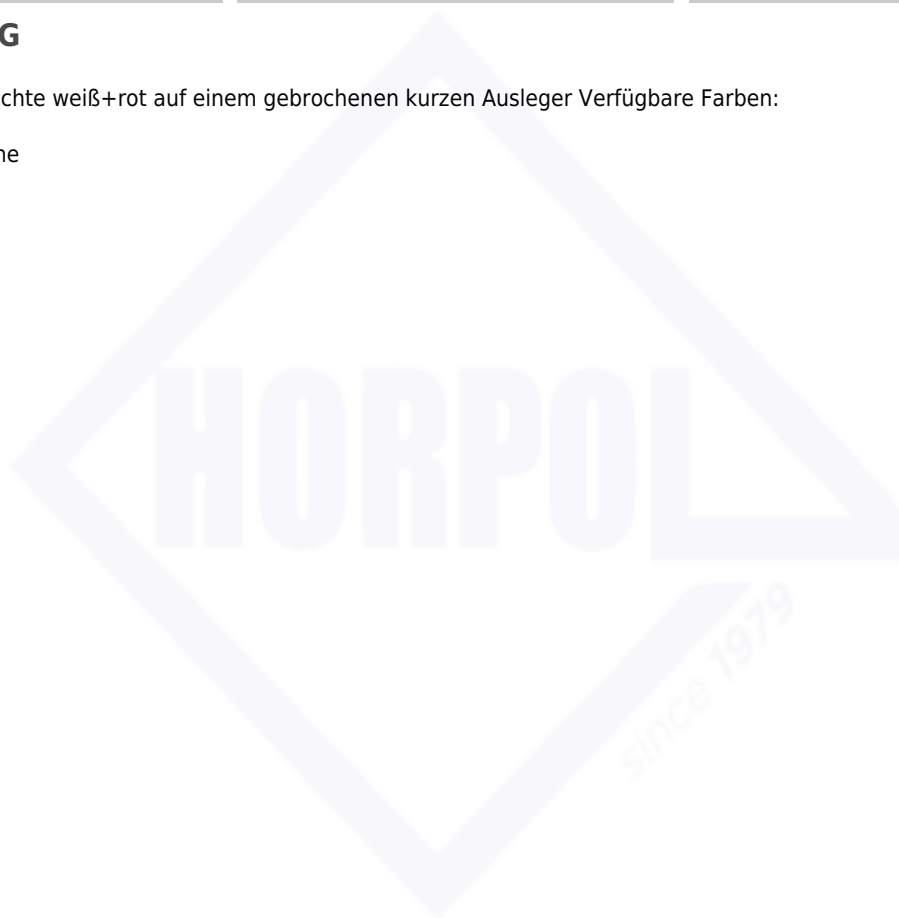 G
chte weiß+rot auf einem gebrochenen kurzen Ausleger Verfügbare Farben:
ne
HORPOL
since 1979